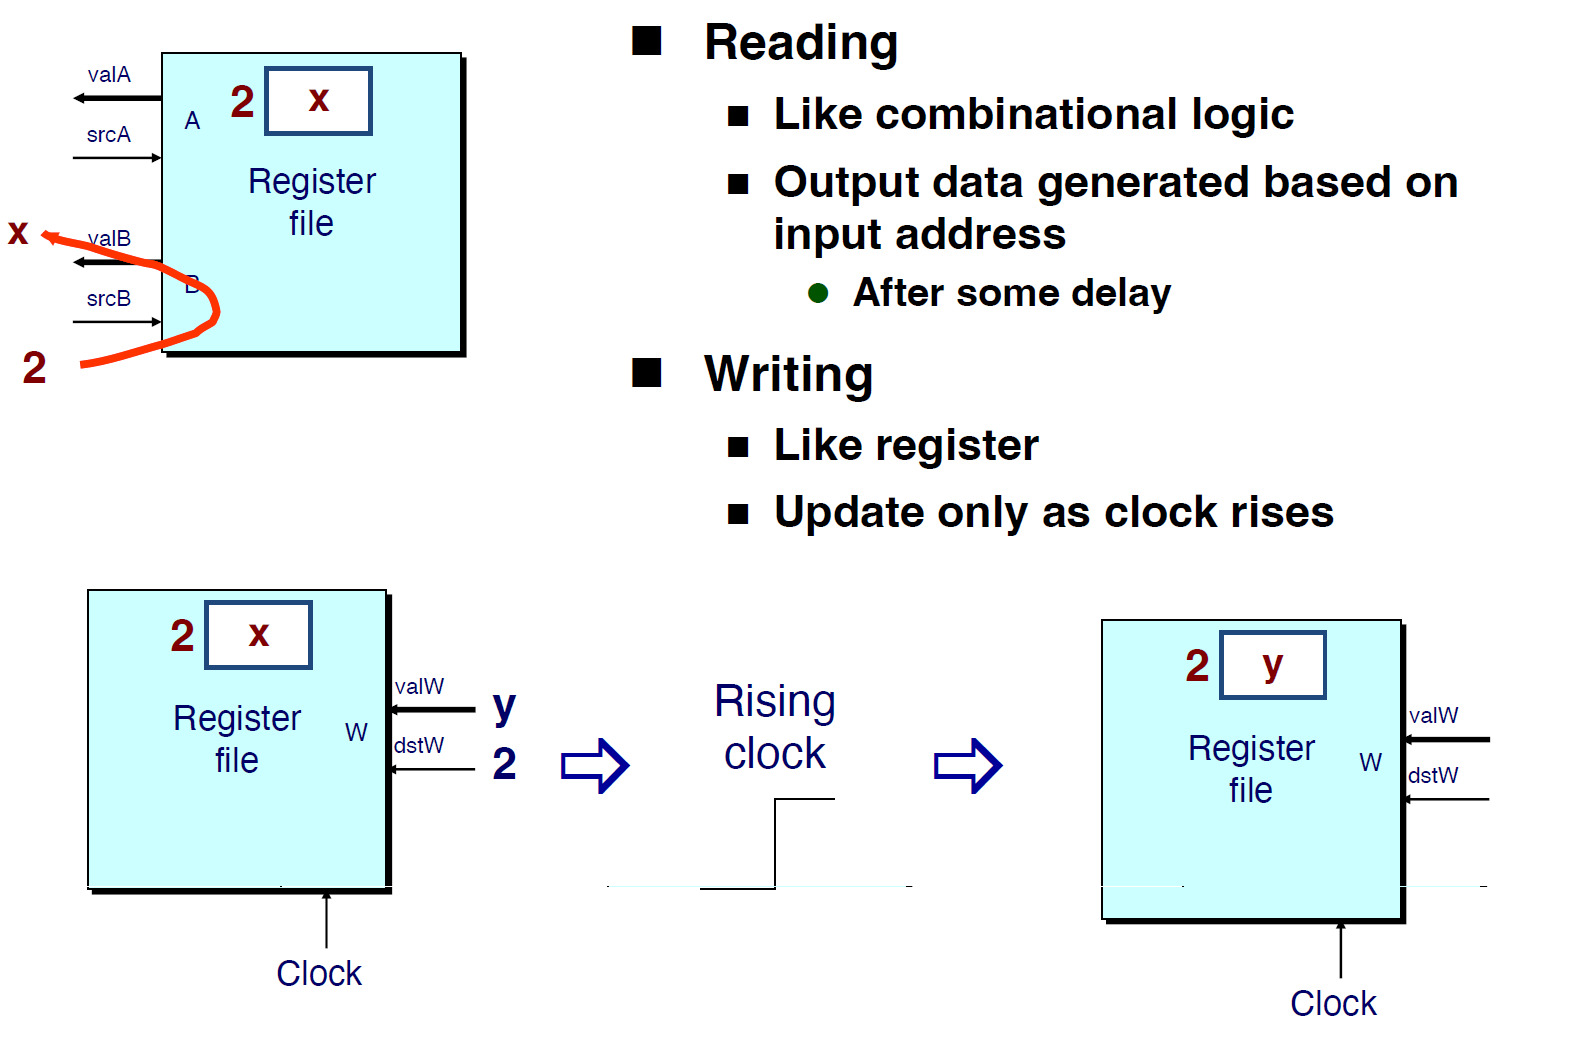 valA
srcA
A
2 x
Register
file
x
valB
B
srcB
2
Reading
Like combinational logic
Output data generated based on
input address
After some delay
Writing
Like register
Update only as clock rises
2 x
Register
file
W
valW
y
dstW
2
Clock
Rising
clock
2 y
Register
file
W
valW
dstW
Clock